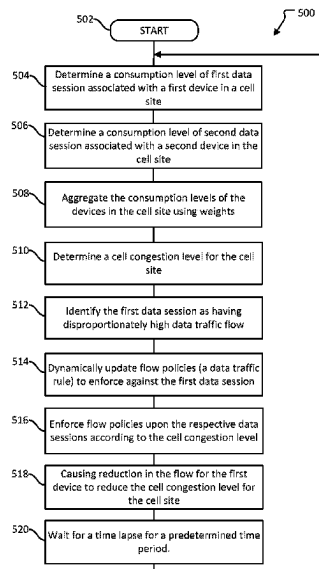 500
502
START
504
Determine a consumption level of first data
session associated with a first device in a cell
site
506
Determine a consumption level of second data
session associated with a second device in the
cell site
508
Aggregate the consumption levels of the
devices in the cell site using weights
510
Determine a cell congestion level for the cell
site
512
Identify the first data session as having
disproportionately high data traffic flow
514
Dynamically update flow policies (a data traffic
rule) to enforce against the first data session
516
Enforce flow policies upon the respective data
sessions according to the cell congestion level
518
Causing reduction in the flow for the first
device to reduce the cell congestion level for
the cell site
520
Wait for a time lapse for a predetermined time
period.